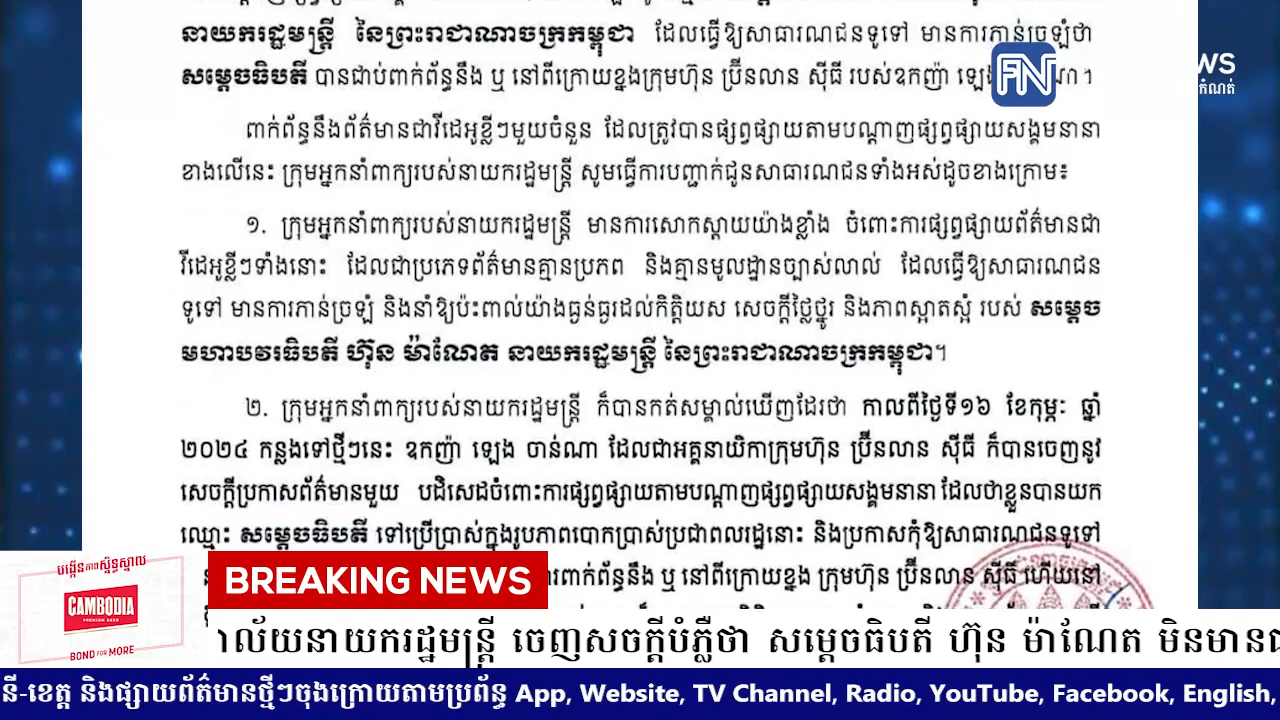 នាយករដ្ឋមន្ត្រី នៃព្រះរាជាណាចក្រកម្ពុជា ដែលធ្វើឱ្យសាធារណជនទូទៅ មានការភាន់ច្រឡំថា
សម្តេចធិបតី បានជាប់ពាក់ព័ន្ធនឹង ឬ នៅពីក្រោយខ្នងក្រុមហ៊ុន ប្រ៊ីនលាន ស៊ីធី របស់ឧកញ៉ា ឡេង
ពាក់ព័ន្ធនឹងព័ត៌មានជាវីដេអូខ្លីៗមួយចំនួន ដែលត្រូវបានផ្សព្វផ្សាយតាមបណ្តាញផ្សព្វផ្សាយសង្គមនានា
ខាងលើនេះ ក្រុមអ្នកនាំពាក្យរបស់នាយករដ្ឋមន្ត្រី សូមធ្វើការបញ្ជាក់ជូនសាធារណជនទាំងអស់ដូចខាងក្រោម៖
១. ក្រុមអ្នកនាំពាក្យរបស់នាយករដ្ឋមន្ត្រី មានការសោកស្តាយយ៉ាងខ្លាំង ចំពោះការផ្សព្វផ្សាយព័ត៌មានជា
វីដេអូខ្លីៗទាំងនោះ ដែលជាប្រភេទព័ត៌មានគ្មានប្រភព និងគ្មានមូលដ្ឋានច្បាស់លាល់ ដែលធ្វើឱ្យសាធារណជន
ទូទៅ មានការភាន់ច្រឡំ និងនាំឱ្យប៉ះពាល់យ៉ាងធ្ងន់ធ្ងរដល់កិត្តិយស សេចក្តីថ្លៃថ្នូរ និងភាពស្អាតស្អំ របស់ សម្តេច
មហាបវរធិបតី ហ៊ុន ម៉ាណែត នាយករដ្ឋមន្ត្រី នៃព្រះរាជាណាចក្រកម្ពុជា។
២. ក្រុមអ្នកនាំពាក្យរបស់នាយករដ្ឋមន្ត្រី ក៏បានកត់សម្គាល់ឃើញដែរថា កាលពីថ្ងៃទី១៦ ខែកុម្ភៈ ឆ្នាំ
២០២៤ កន្លងទៅថ្មីៗនេះ ឧកញ៉ា ឡេង ចាន់ណា ដែលជាអគ្គនាយិកាក្រុមហ៊ុន ប្រ៊ីនលាន ស៊ីធី ក៏បានចេញនូវ
សេចក្តីប្រកាសព័ត៌មានមួយ បដិសេដចំពោះការផ្សព្វផ្សាយតាមបណ្តាញផ្សព្វផ្សាយសង្គមនានា ដែលថាខ្លួនបានយក
ឈ្មោះ សម្តេចធិបតី ទៅប្រើប្រាស់ក្នុងរូបភាពបោកប្រាស់ប្រជាពលរដ្ឋនោះ និងប្រកាសកុំឱ្យសាធារណជនទូទៅ
ពាក់ព័ន្ធនឹង ឬ នៅពីក្រោយខ្នង ក្រុមហ៊ុន ប្រ៊ីនលាន ស៊ីធី ហើយនៅ
FN
WS
កំណត់
បង្កើនភាពស្និទ្ធស្នាល
CAMBODIA
PREMIUM BEER
BOND FOR MORE
BREAKING NEWS
ល័យនាយករដ្ឋមន្ត្រី ចេញសចក្តីបំភ្លឺថា សម្តេចធិបតី ហ៊ុន ម៉ាណែត មិនមាន
នី-ខេត្ត និងផ្សាយព័ត៌មានថ្មីៗចុងក្រោយតាមប្រព័ន្ធ App, Website, TV Channel, Radio, YouTube, Facebook, English,